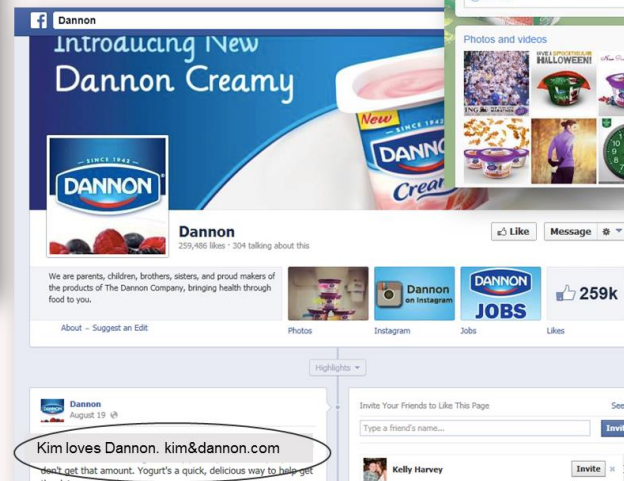 Dannon
Introducing New
Dannon Creamy
New
SINCE 1942
DANNO
Crear
SINCE 1942
DANNON
Photos and videos
HALLOWEEN!
ING
Dannon
259,486 likes · 304 talking about this
Like
Message
We are parents, children, brothers, sisters, and proud makers of
the products of The Dannon Company, bringing health through
food to you.
About – Suggest an Edit
Photos
Dannon
on Instagram
Instagram
DANNON
JOBS
Jobs
259k
Likes
Highlights
Dannon
August 19
Kim loves Dannon. kim&dannon.com
don't get that amount. Yogurt's a quick, delicious way to help get
Invite Your Friends to Like This Page
See
Type a friend's name...
Invit
Kelly Harvey
Invite